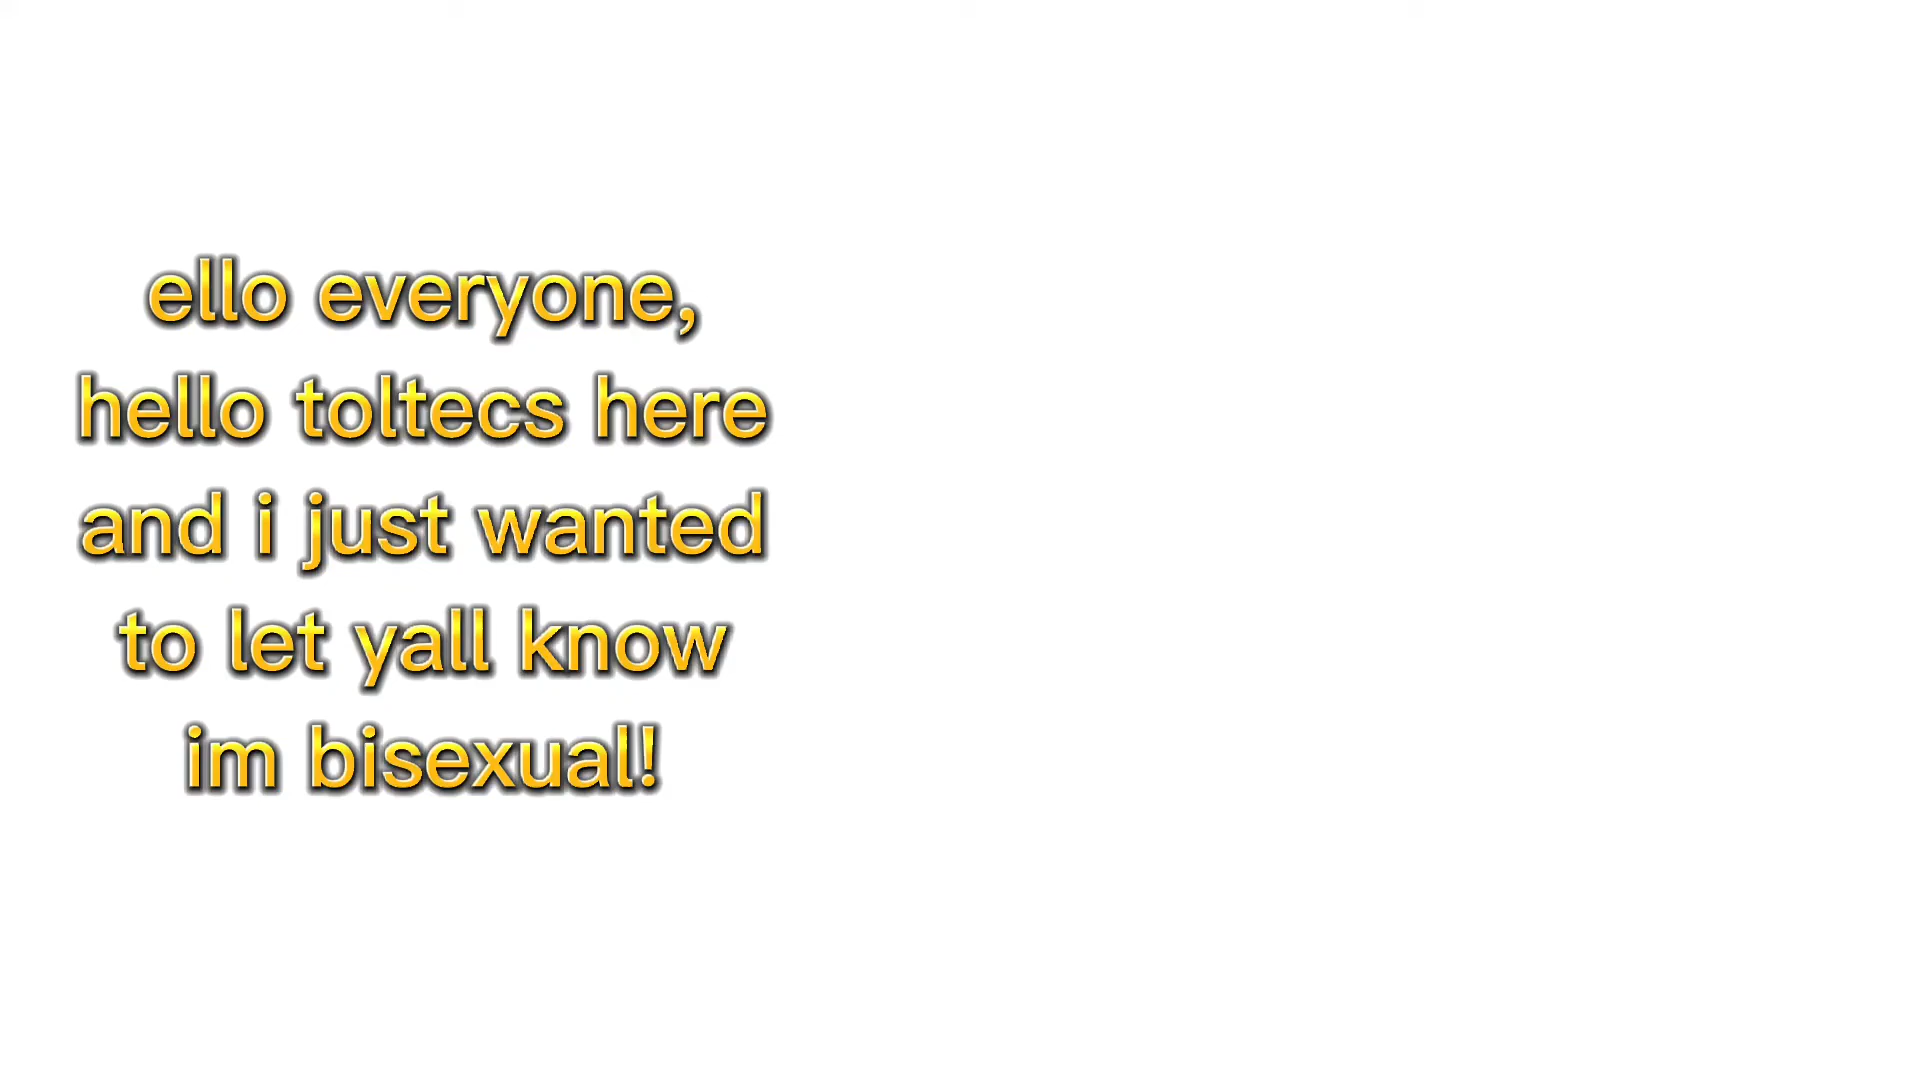 ello everyone,
hello toltecs here
and i just wanted
to let yall know
im bisexual!